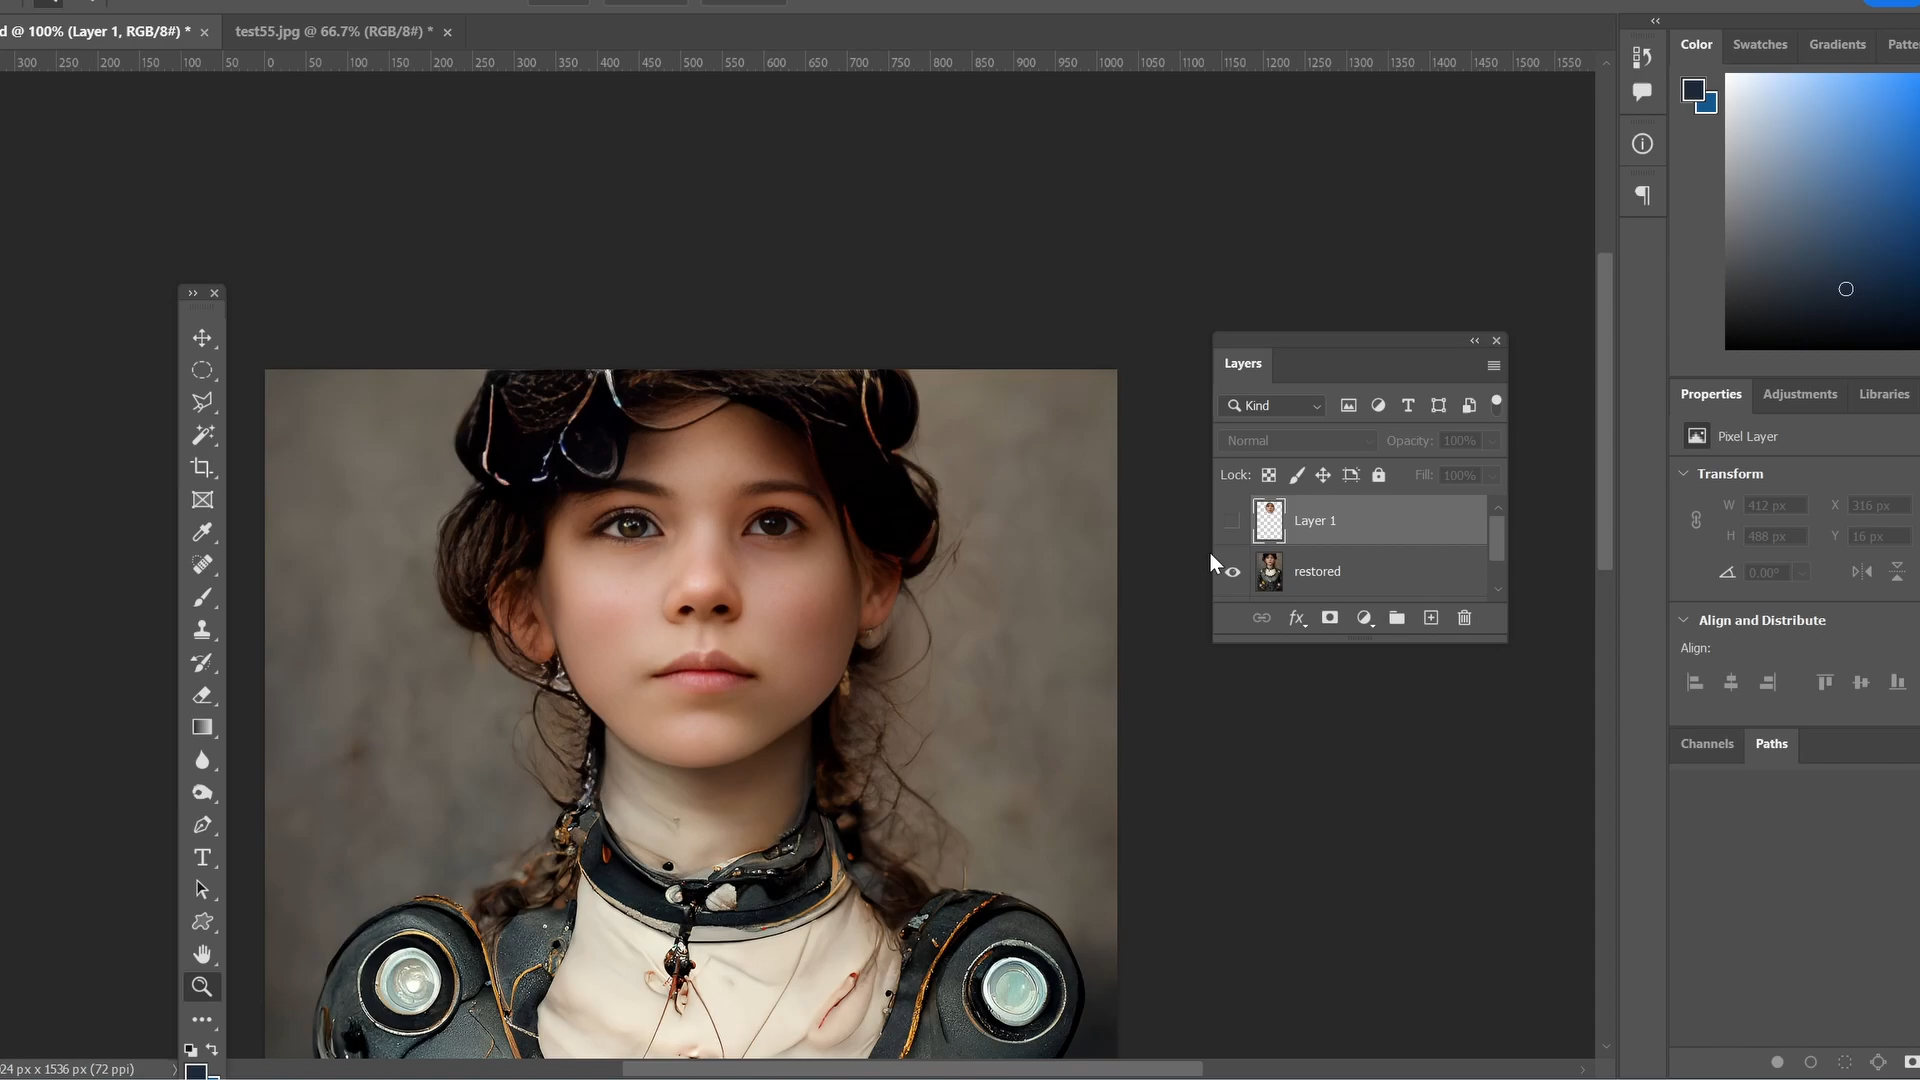 d @ 100% (Layer 1, RGB/8#) *
test55.jpg @ 66.7% (RGB/8#) *
300 250 200 150 100 50 0 50 100 150 200 250 300 350 400 450 500 550 600 650 700 750 800 850 900 950 1000 1050 1100 1150 1200 1250 1300 1350 1400 1450 1500 1550
Color Swatches Gradients Patte
Layers
Kind
Normal Opacity: 100%
Lock: Fill: 100%
Layer 1
restored
fx
Properties Adjustments Libraries
Pixel Layer
Transform
W 412 px X 316 px
H 488 px Y 16 px
0.00°
Align and Distribute
Align:
Channels Paths
24 px x 1536 px (72 ppi)